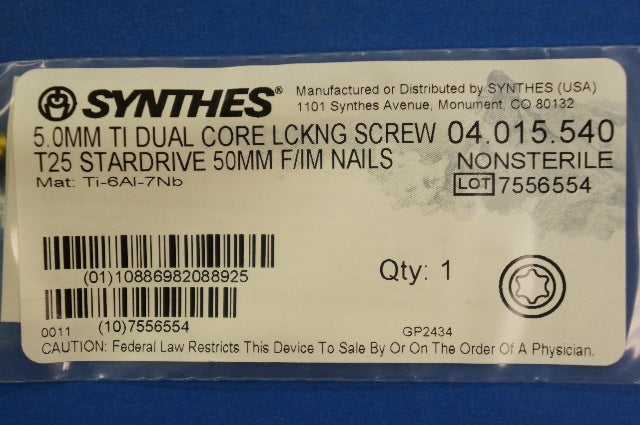 SYNTHES®
Manufactured or Distributed by SYNTHES (USA)
1101 Synthes Avenue, Monument, CO 80132
5.0MM TI DUAL CORE LCKNG SCREW 04.015.540
T25 STARDRIVE 50MM F/IM NAILS NONSTERILE
Mat: Ti-6Al-7Nb LOT 7556554
(01)10886982088925
Qty: 1
(10)7556554
0011 GP2434
CAUTION: Federal Law Restricts This Device To Sale By Or On The Order Of A Physician.